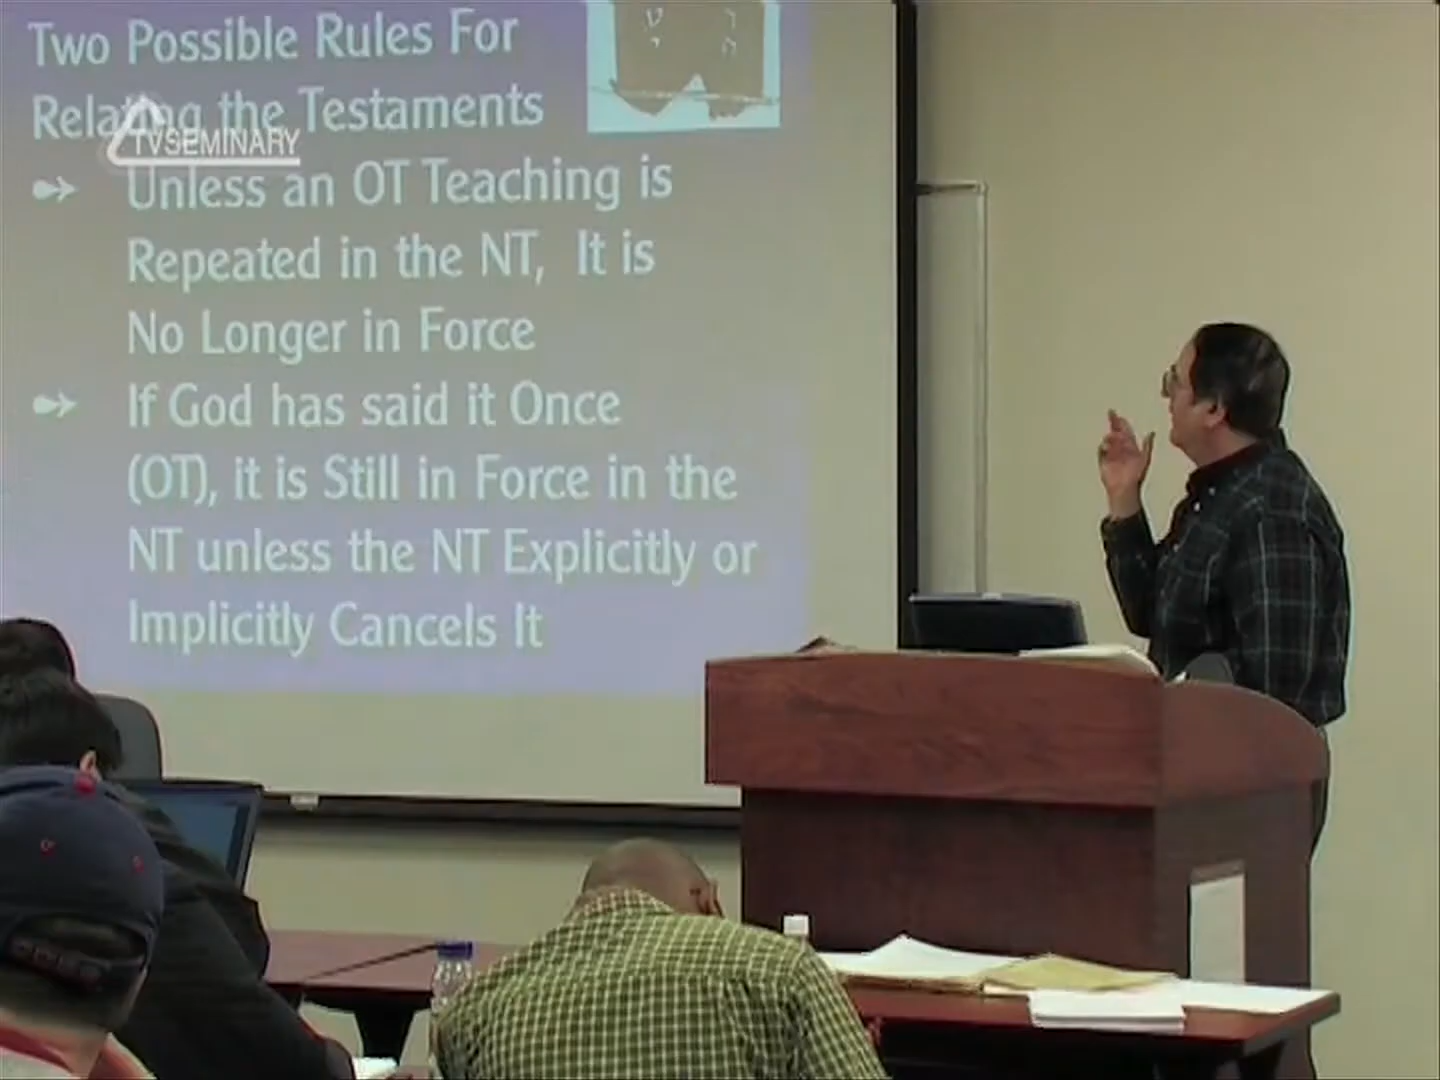 Two Possible Rules For
Relating the Testaments
TVSEMINARY
Unless an OT Teaching is
Repeated in the NT, It is
No Longer in Force
If God has said it Once
(OT), it is Still in Force in the
NT unless the NT Explicitly or
Implicitly Cancels It